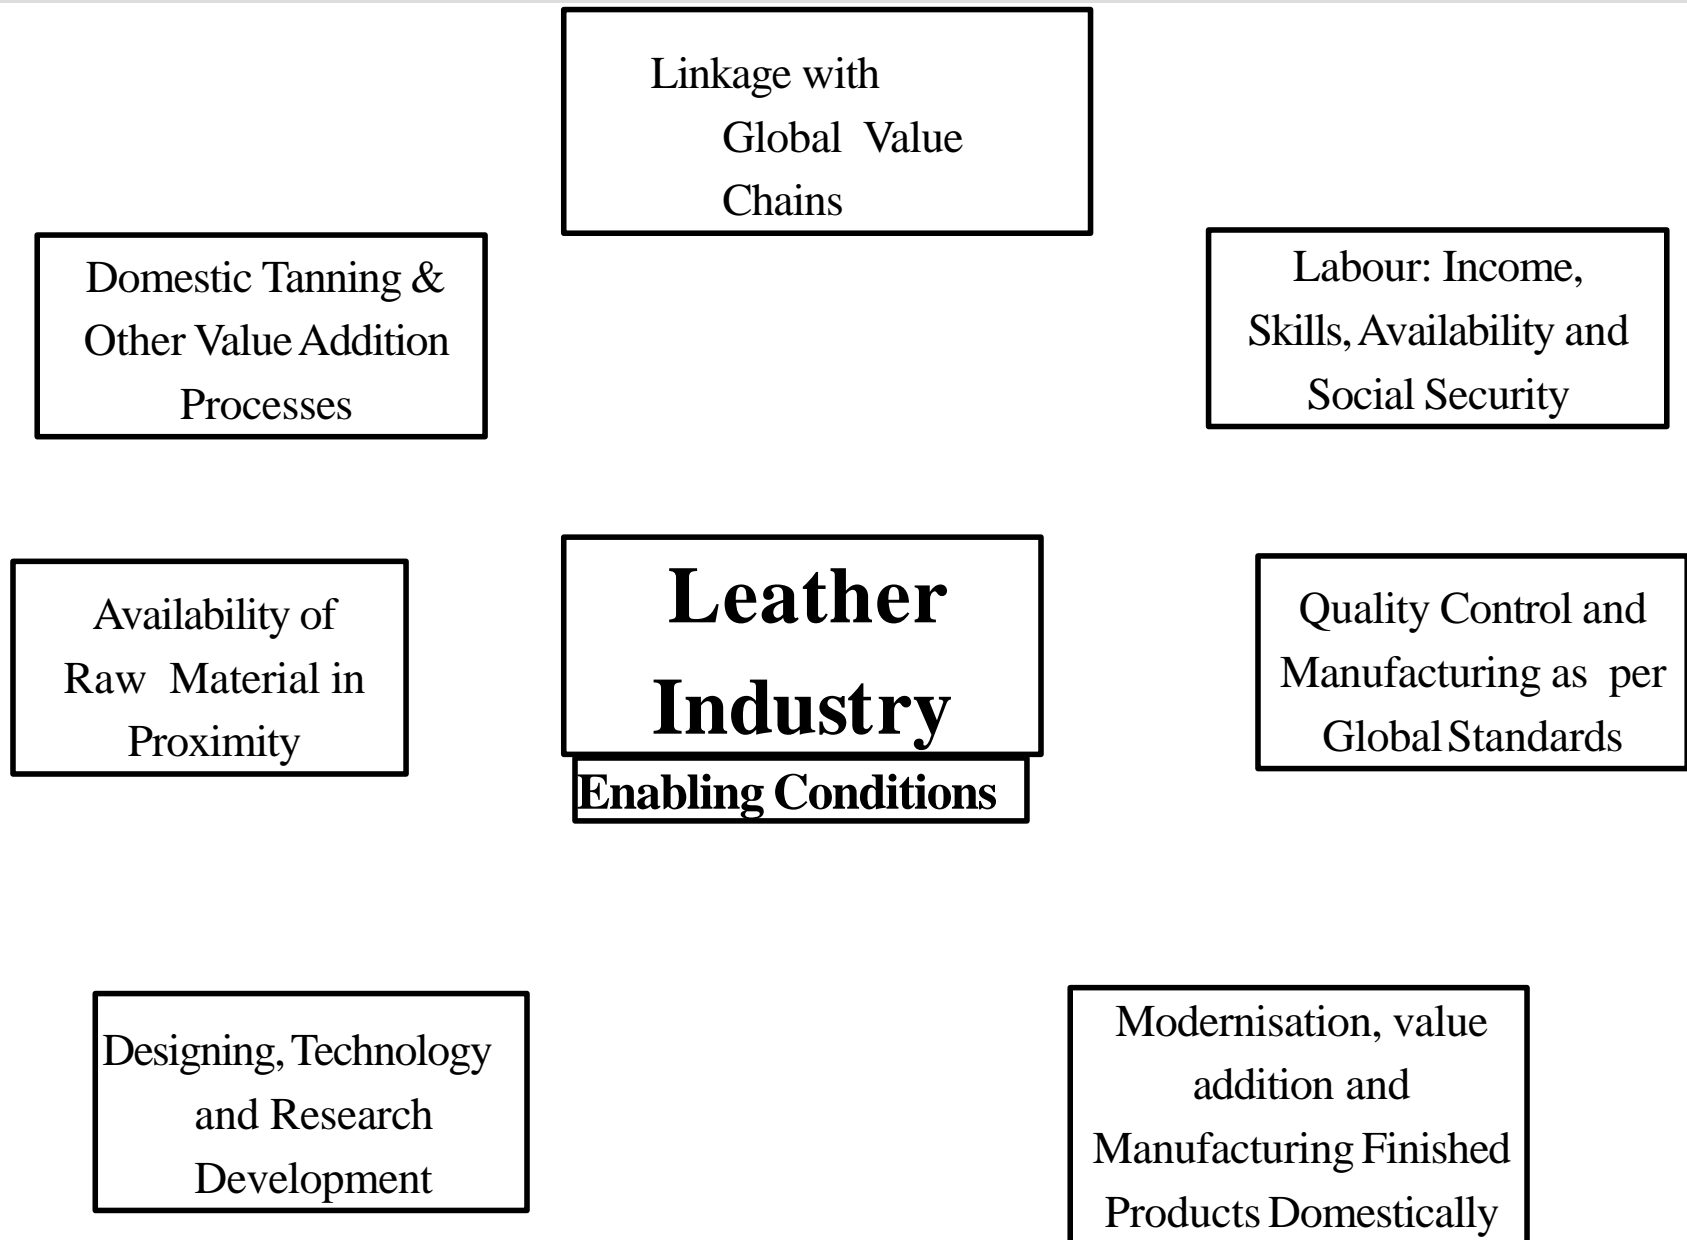 Linkage with
Global Value
Chains
Domestic Tanning &
Other Value Addition
Processes
Labour: Income,
Skills, Availability and
Social Security
Availability of
Raw Material in
Proximity
Leather
Industry
Enabling Conditions
Quality Control and
Manufacturing as per
Global Standards
Designing, Technology
and Research
Development
Modernisation, value
addition and
Manufacturing Finished
Products Domestically